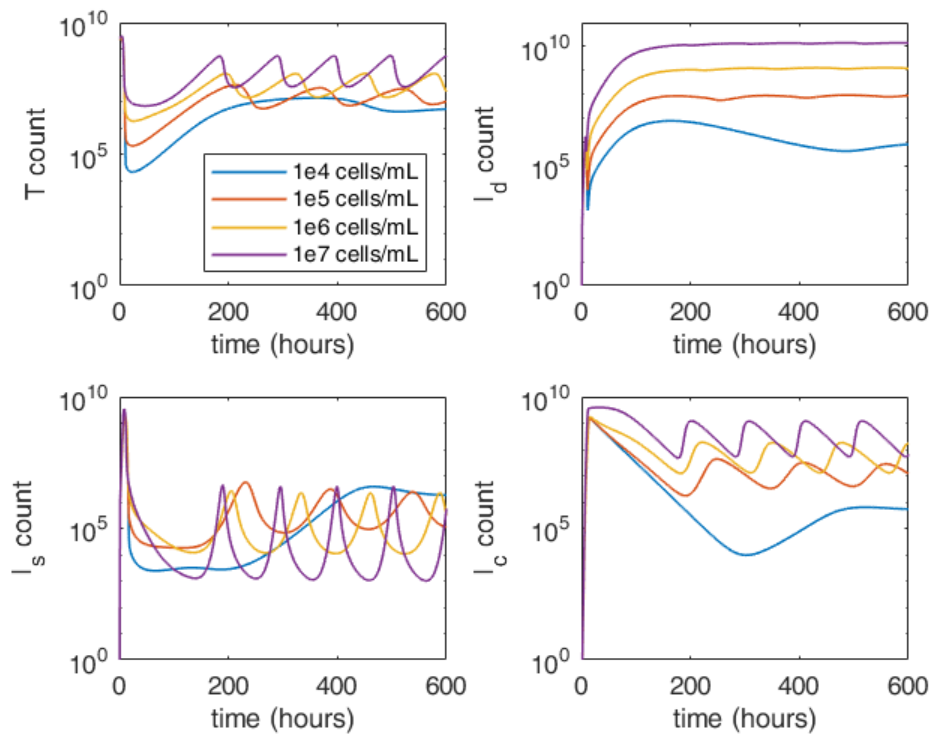 T count
10^10
10^5
10^0
0 200 400 600
time (hours)
1e4 cells/mL
1e5 cells/mL
1e6 cells/mL
1e7 cells/mL
I_d count
10^10
10^5
10^0
0 200 400 600
time (hours)
I_s count
10^10
10^5
10^0
0 200 400 600
time (hours)
I_c count
10^10
10^5
10^0
0 200 400 600
time (hours)